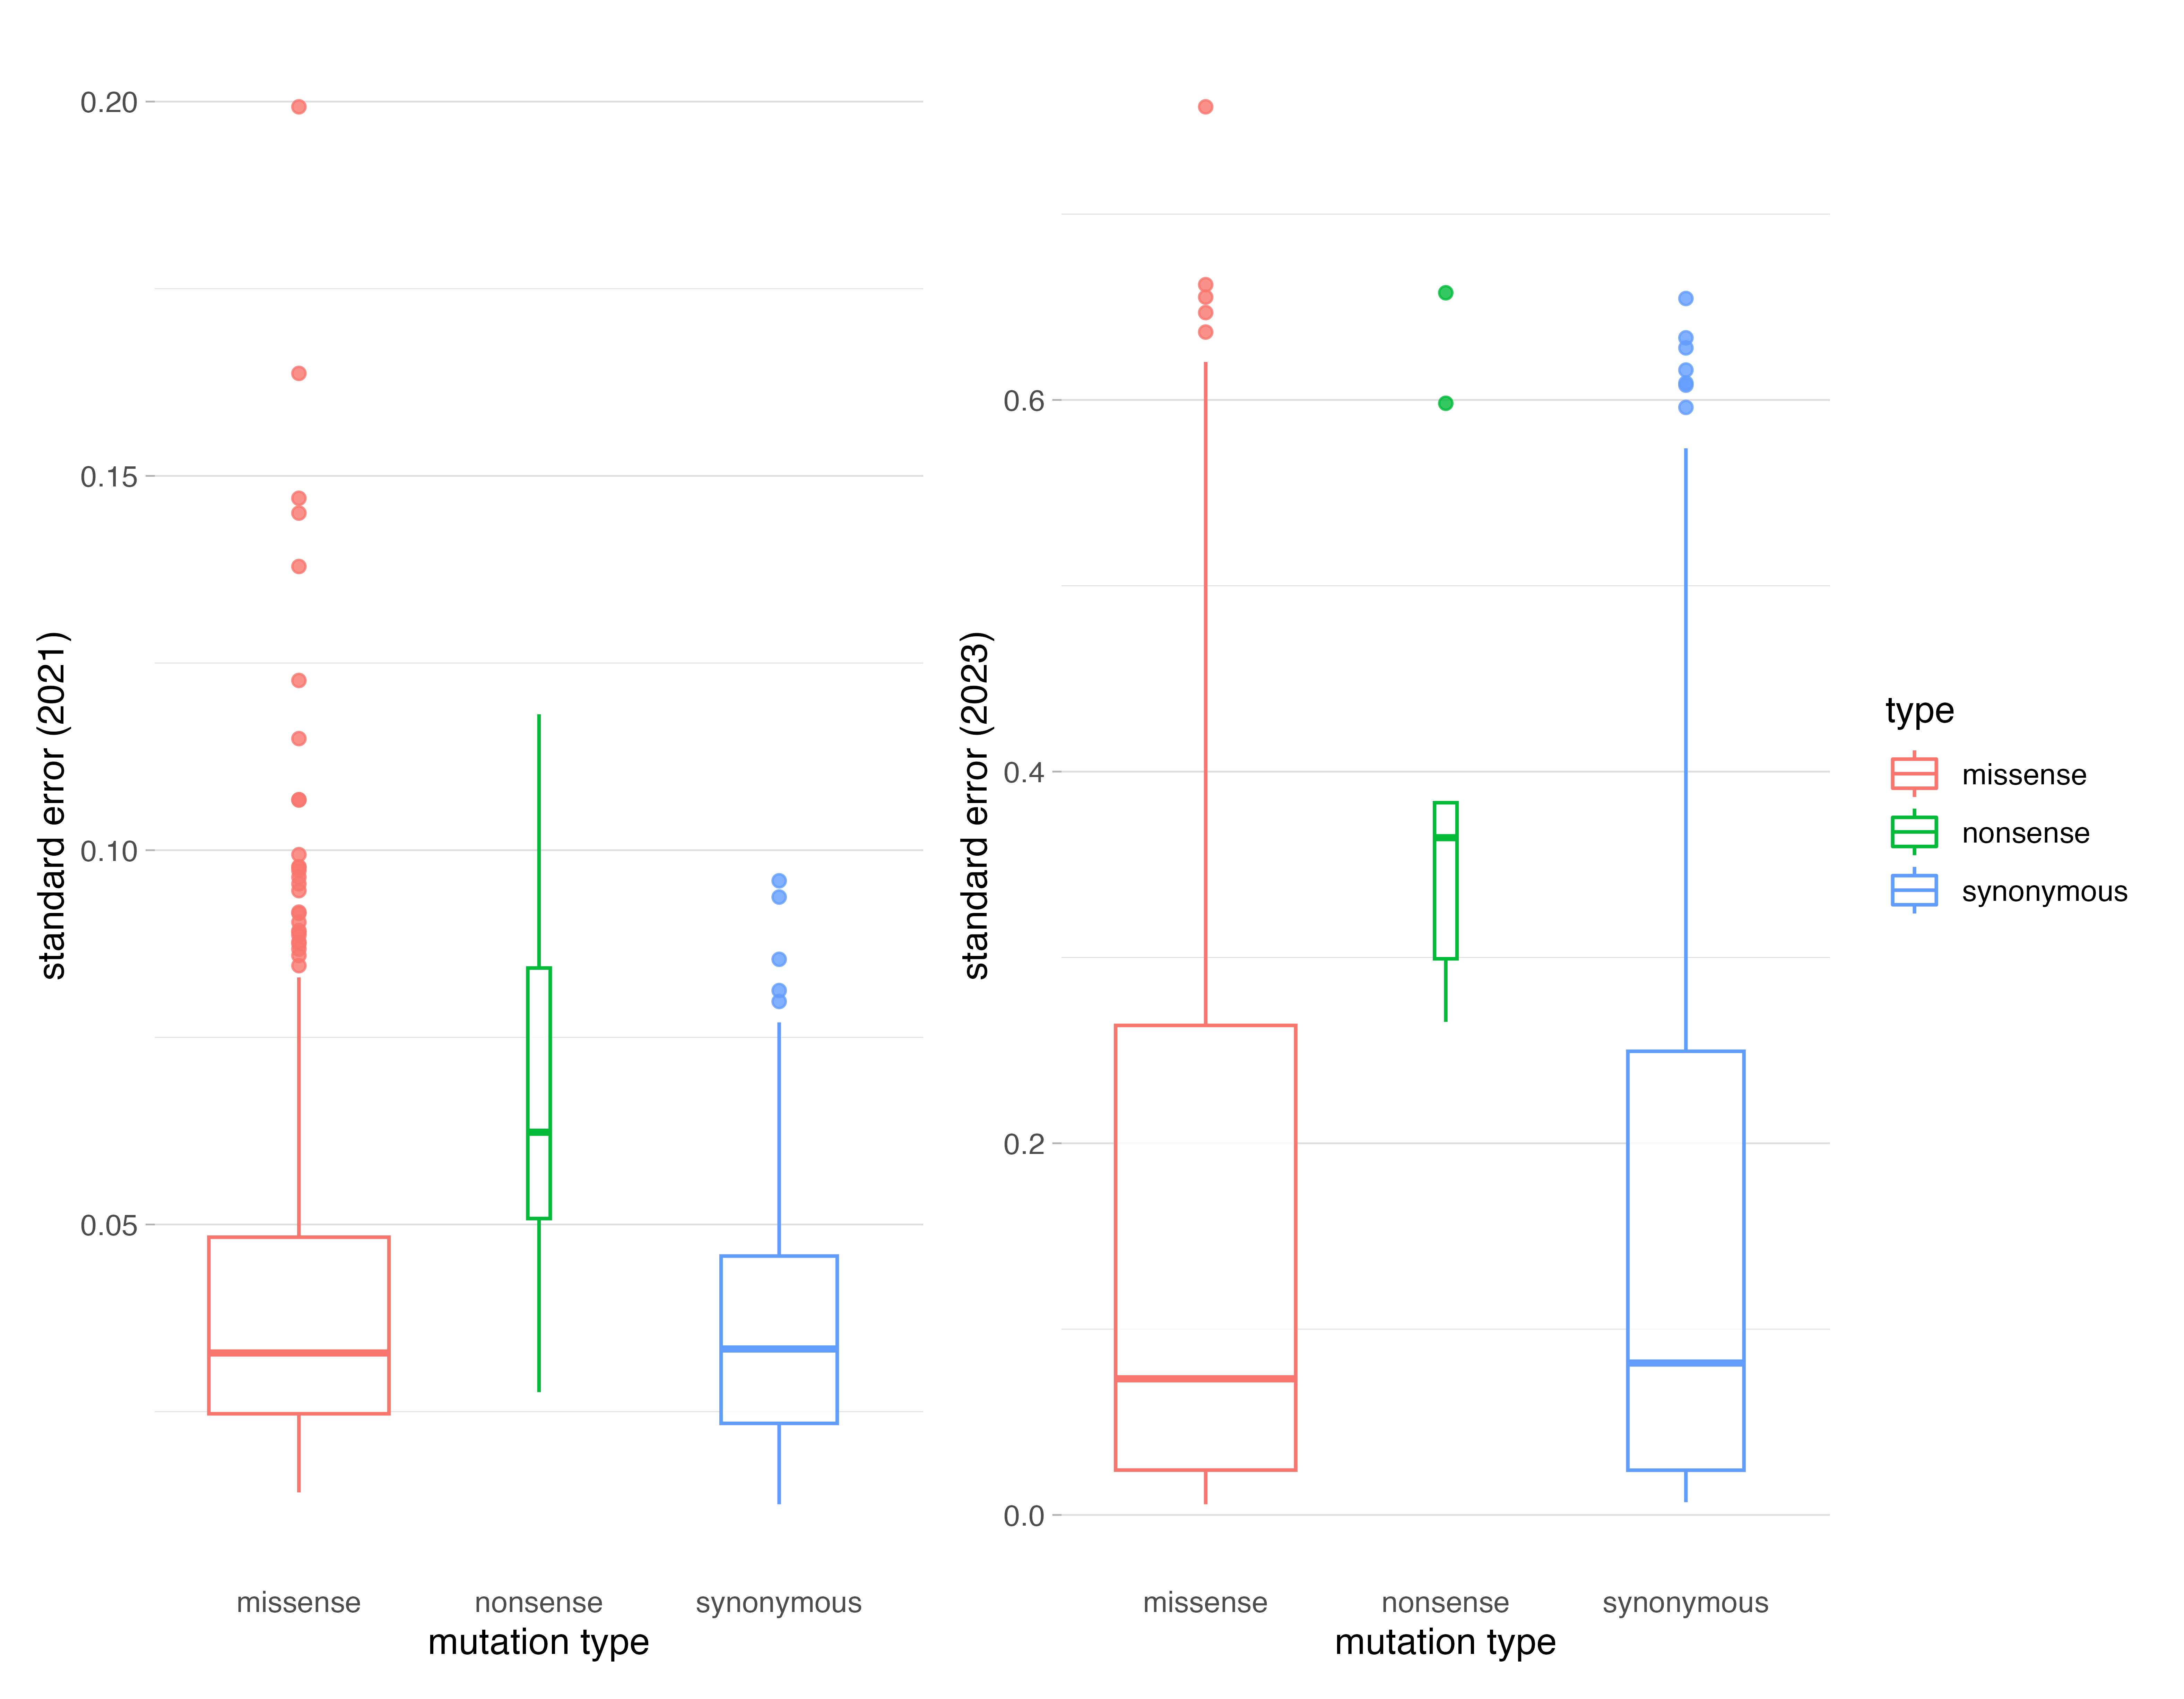 0.20
0.15
0.10
0.05
standard error (2021)
missense nonsense synonymous
mutation type
0.6
0.4
0.2
0.0
standard error (2023)
missense nonsense synonymous
mutation type
type
missense
nonsense
synonymous